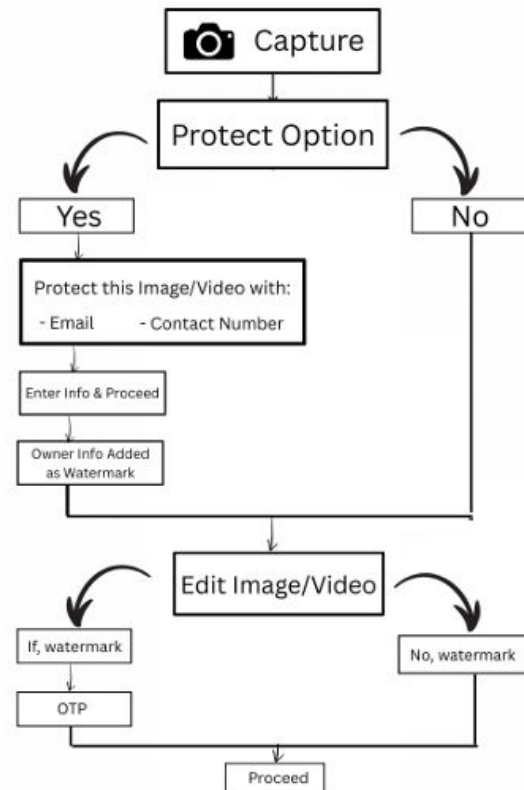 Capture
Protect Option
Yes
No
Protect this Image/Video with:
- Email - Contact Number
Enter Info & Proceed
Owner Info Added
as Watermark
Edit Image/Video
If, watermark
No, watermark
OTP
Proceed